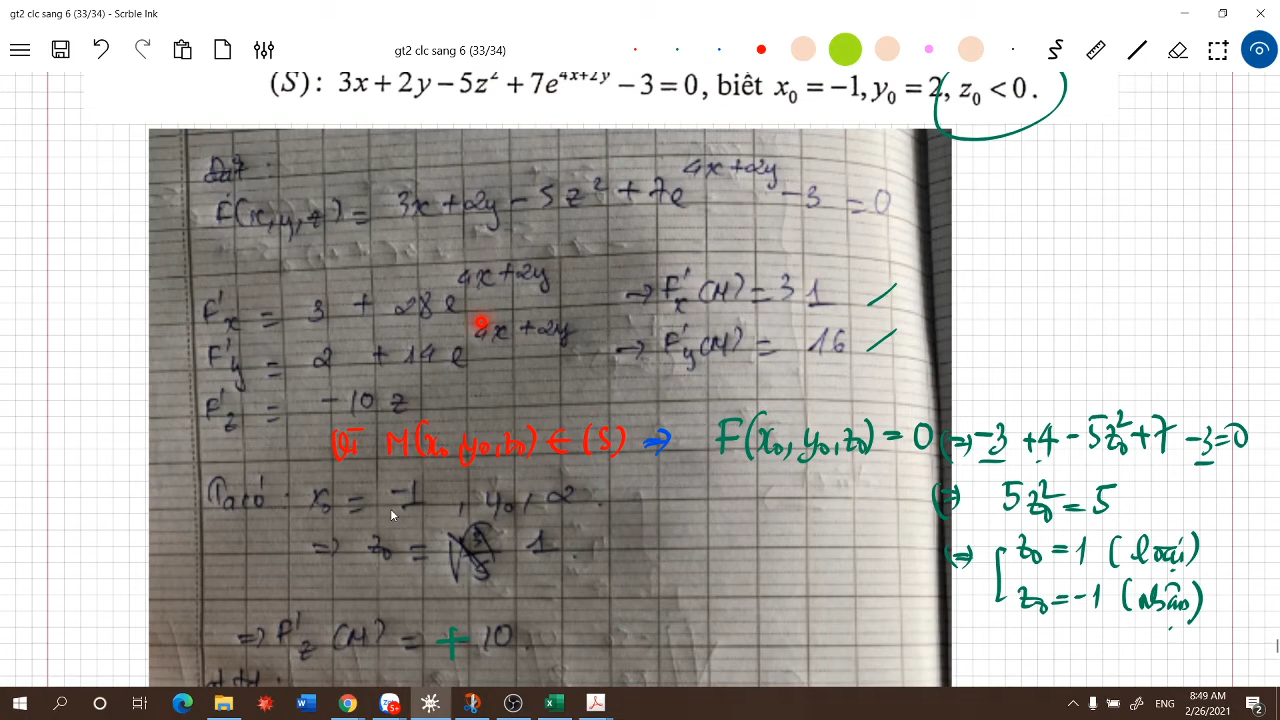 gt2 clc sang 6 (33/34) - Scrble Ink
gt2 clc sang 6 (33/34)
(S): 3x + 2y − 5z² + 7e^(4x+2y) − 3 = 0, biết x₀ = −1, y₀ = 2, z₀ < 0.
Đặt:
F(x,y,z) = 3x + 2y − 5z² + 7e^(4x+2y) − 3 = 0
F'x = 3 + 28e^(4x+2y) → F'x(M) = 31
F'y = 2 + 14e^(4x+2y) → F'y(M) = 16
F'z = −10z
Vì M(x₀, y₀, z₀) ∈ (S) ⇒ F(x₀, y₀, z₀) = 0 (⇒ −3 + 4 − 5z₀² + 7 − 3 = 0
Ta có: x₀ = −1, y₀, 2. (⇒ 5z₀² = 5
⇒ z₀ = 1. (⇒ [ z₀ = 1 (loại)
z₀ = −1 (nhận)
⇒ F'z(M) = + 10.
8:49 AM
2/26/2021